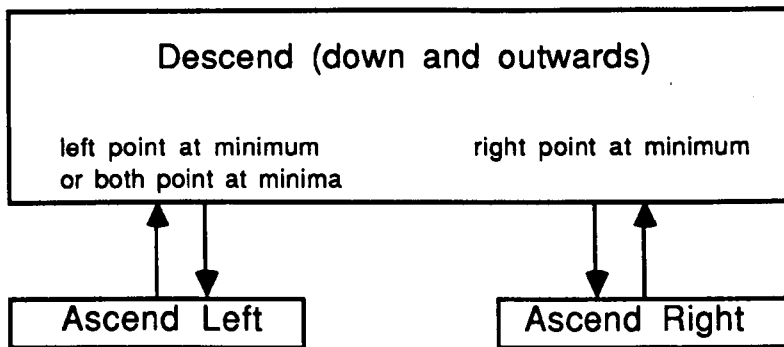 Descend (down and outwards)
left point at minimum
or both point at minima
right point at minimum
Ascend Left
Ascend Right